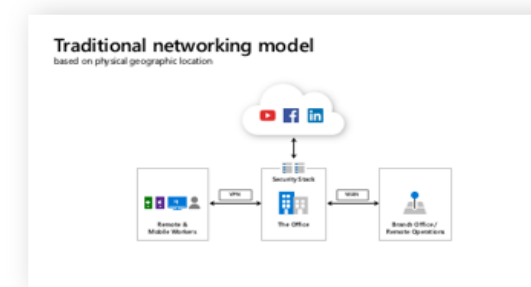 Traditional networking model
based on physical geographic location
in
Security Stack
VPN
WAN
Remote &
Mobile Workers
The Office
Branch Office/
Remote Operations